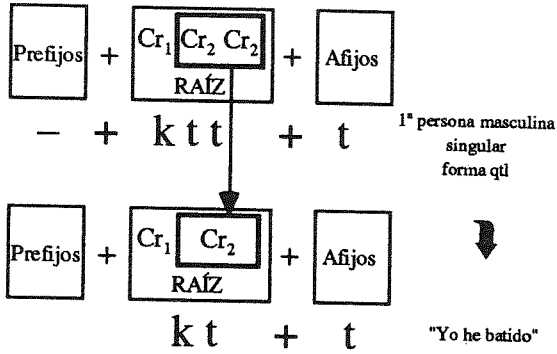 Prefijos + Cr1 Cr2 Cr2 + Afijos
RAÍZ
– + k t t + t
1ª persona masculina
singular
forma qtl
Prefijos + Cr1 Cr2 + Afijos
RAÍZ
k t + t
"Yo he batido"